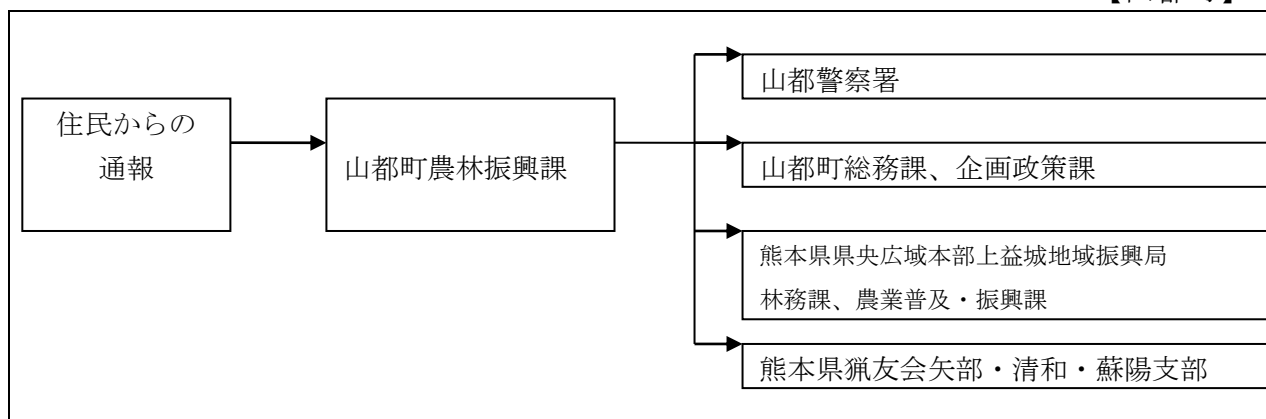 住民からの
通報
山都町農林振興課
山都警察署
山都町総務課、企画政策課
熊本県県央広域本部上益城地域振興局
林務課、農業普及・振興課
熊本県猟友会矢部・清和・蘇陽支部